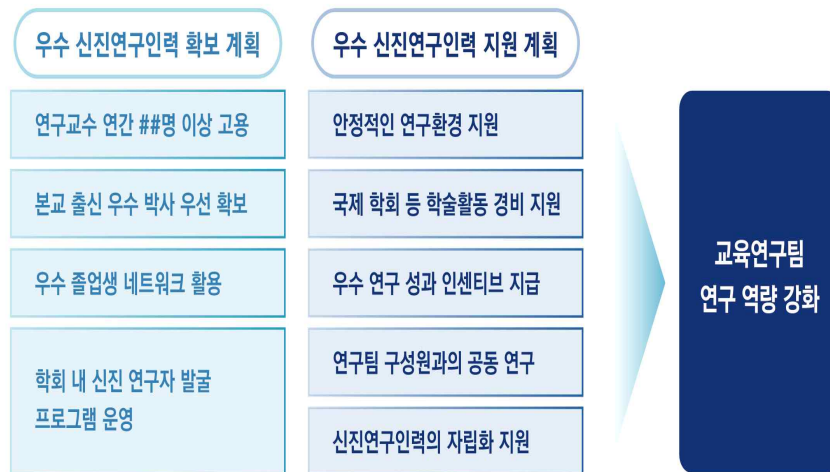 우수 신진연구인력 확보 계획
연구교수 연간 ##명 이상 고용
본교 출신 우수 박사 우선 확보
우수 졸업생 네트워크 활용
학회 내 신진 연구자 발굴
프로그램 운영
우수 신진연구인력 지원 계획
안정적인 연구환경 지원
국제 학회 등 학술활동 경비 지원
우수 연구 성과 인센티브 지급
연구팀 구성원과의 공동 연구
신진연구인력의 자립화 지원
교육연구팀
연구 역량 강화